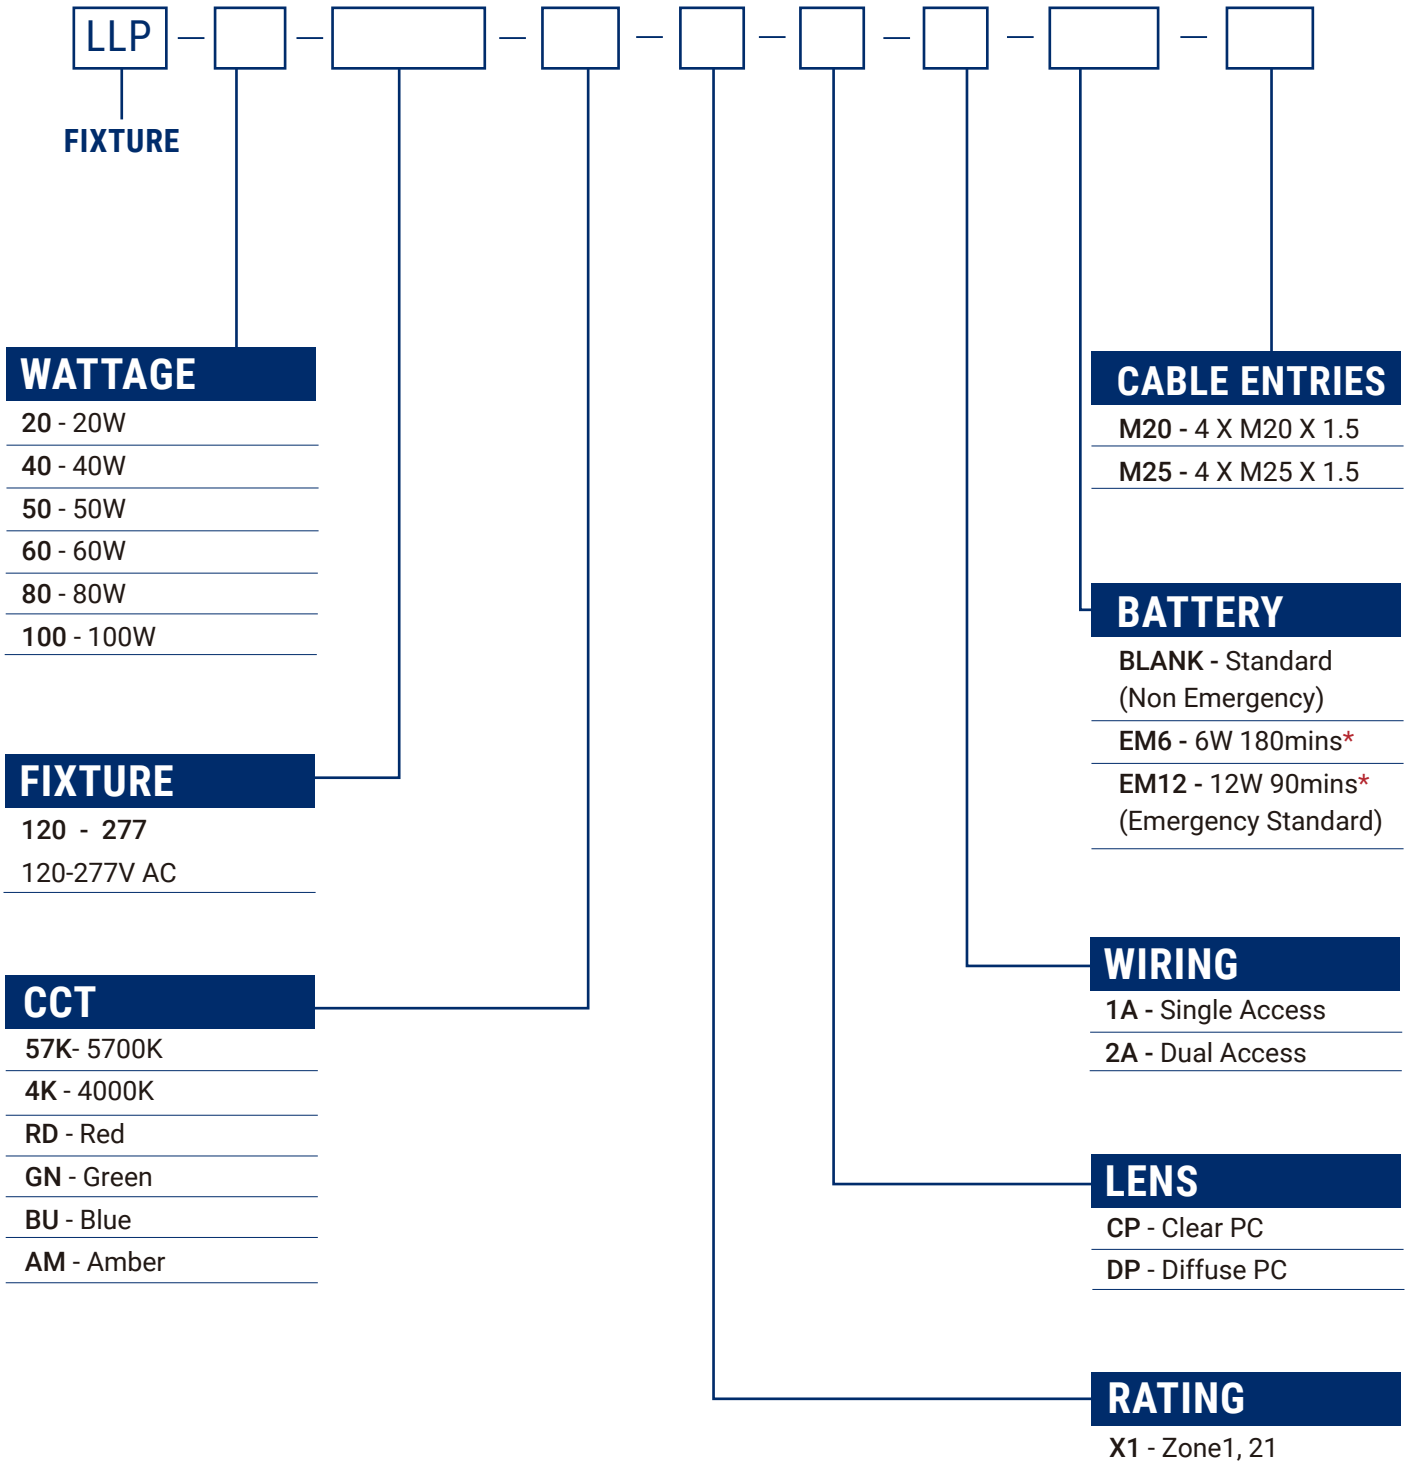 LLP
FIXTURE
WATTAGE
20 - 20W
40 - 40W
50 - 50W
60 - 60W
80 - 80W
100 - 100W
FIXTURE
120 - 277
120-277V AC
CCT
57K- 5700K
4K - 4000K
RD - Red
GN - Green
BU - Blue
AM - Amber
CABLE ENTRIES
M20 - 4 X M20 X 1.5
M25 - 4 X M25 X 1.5
BATTERY
BLANK - Standard
(Non Emergency)
EM6 - 6W 180mins*
EM12 - 12W 90mins*
(Emergency Standard)
WIRING
1A - Single Access
2A - Dual Access
LENS
CP - Clear PC
DP - Diffuse PC
RATING
X1 - Zone1, 21